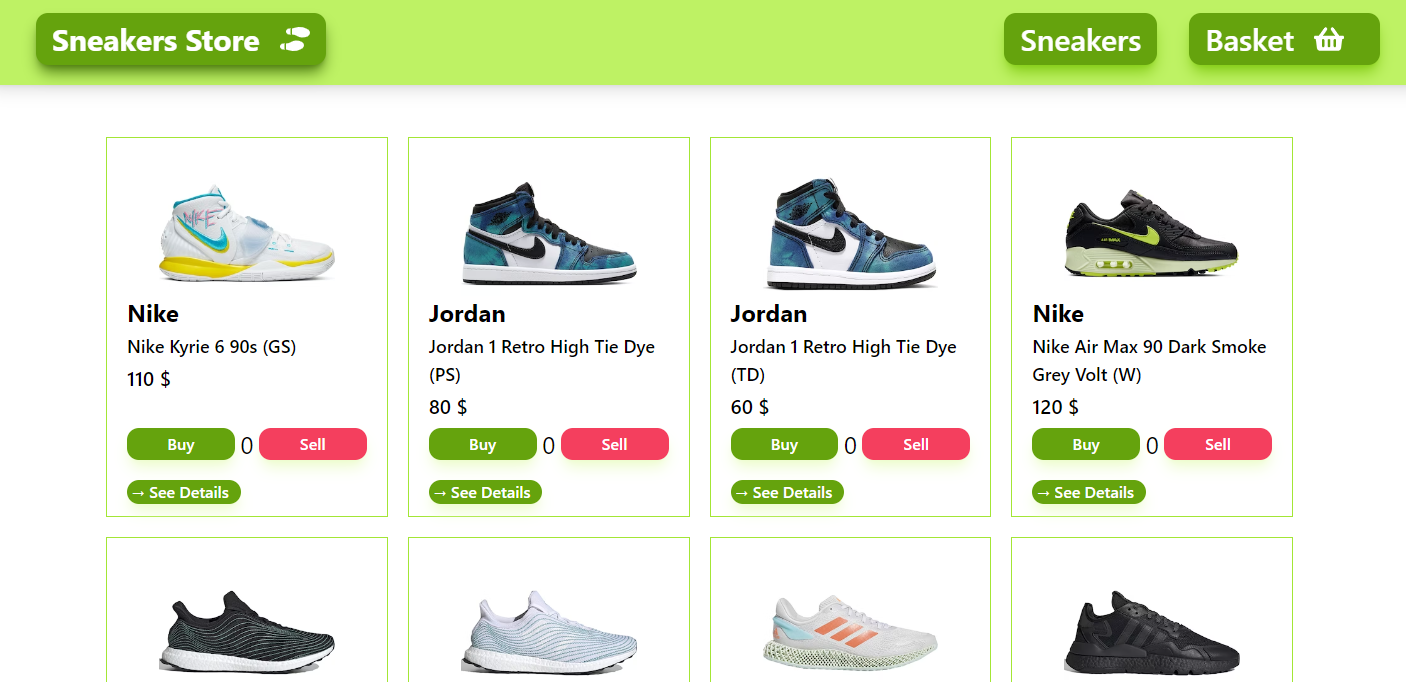 Sneakers Store
Sneakers
Basket
Nike
Nike Kyrie 6 90s (GS)
110 $
Buy 0 Sell
→ See Details
Jordan
Jordan 1 Retro High Tie Dye
(PS)
80 $
Buy 0 Sell
→ See Details
Jordan
Jordan 1 Retro High Tie Dye
(TD)
60 $
Buy 0 Sell
→ See Details
Nike
Nike Air Max 90 Dark Smoke
Grey Volt (W)
120 $
Buy 0 Sell
→ See Details